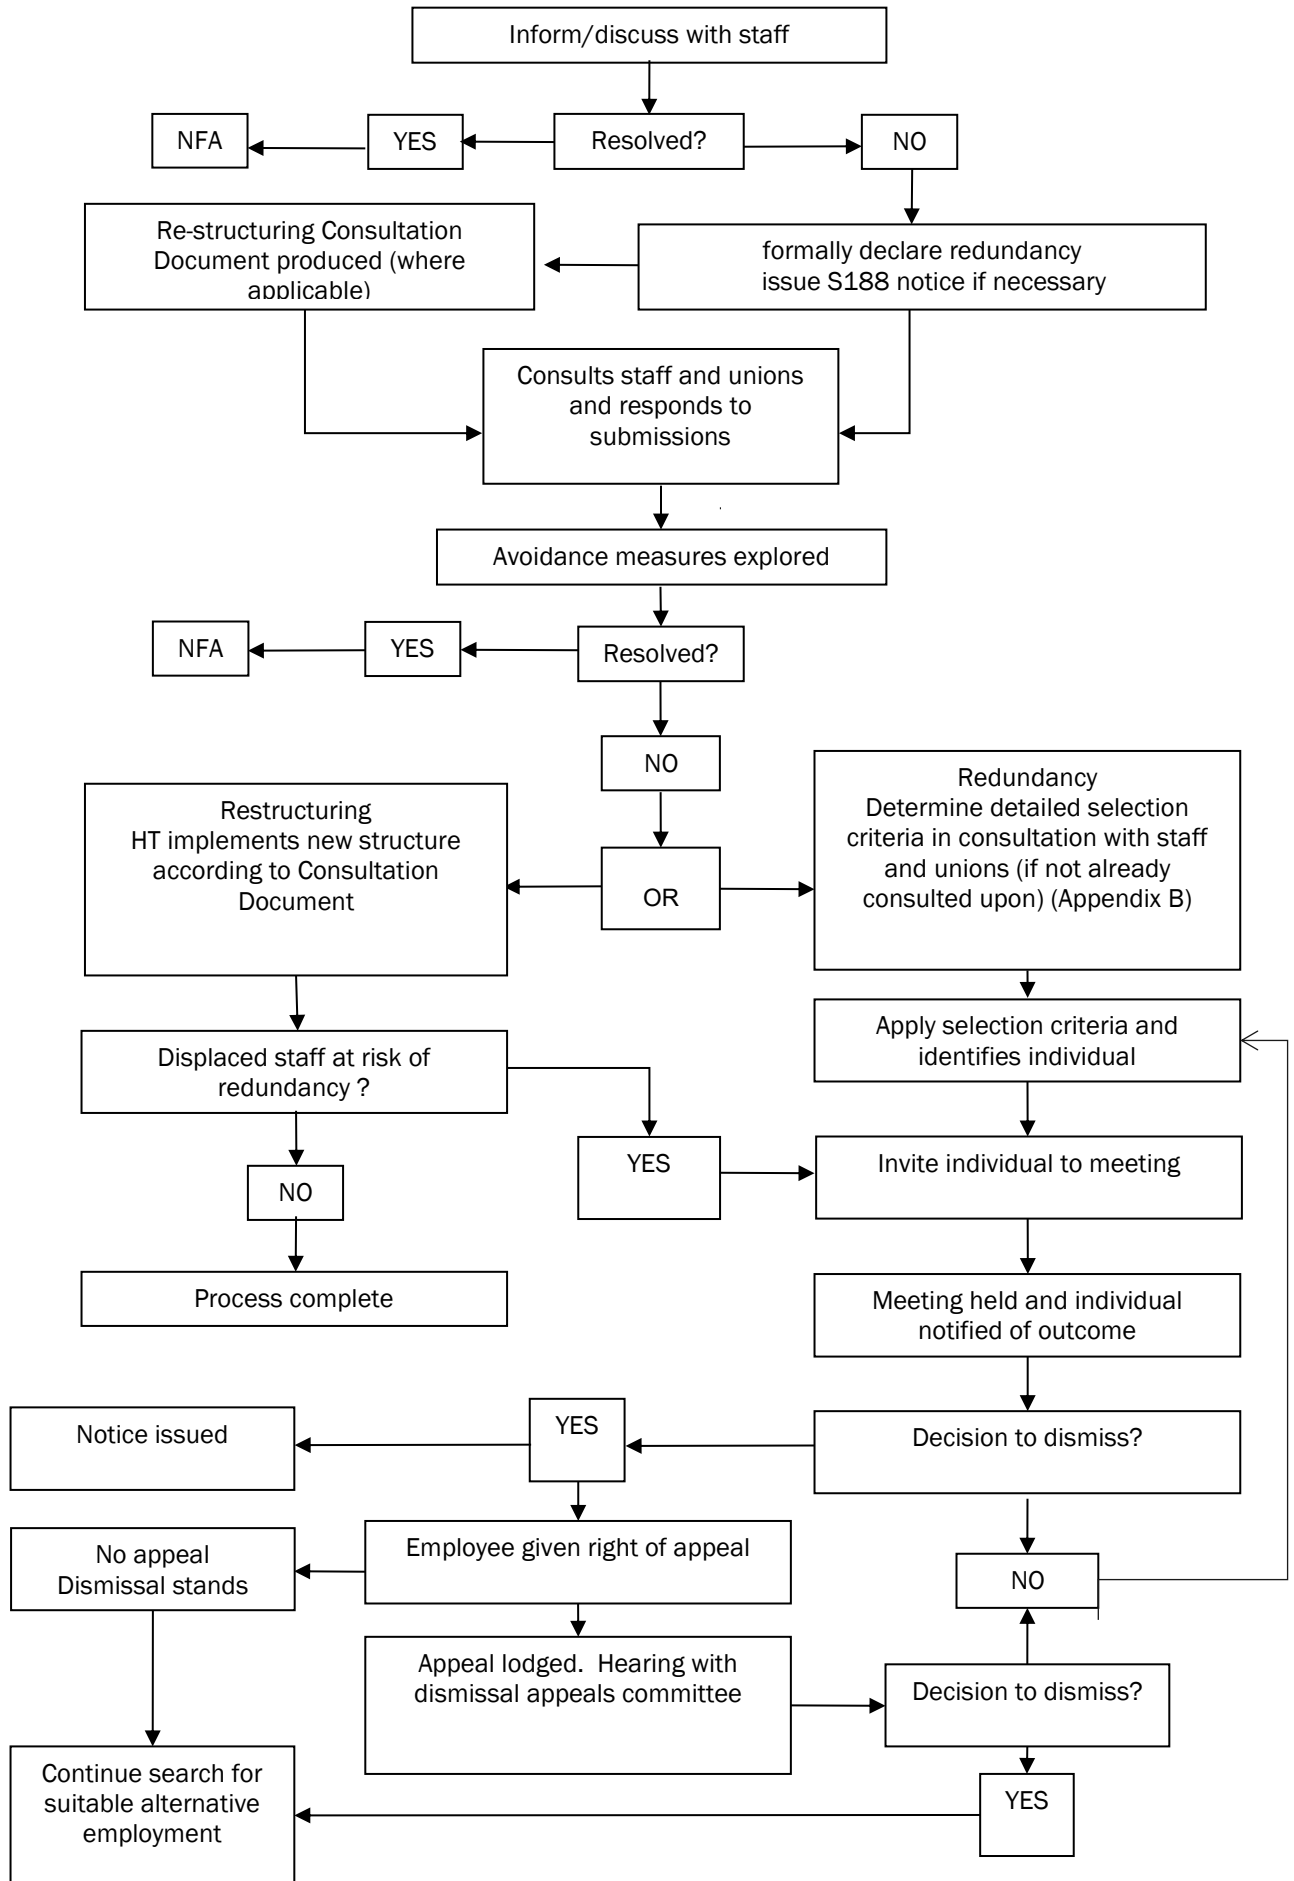 Inform/discuss with staff
NFA
YES
Resolved?
NO
Re-structuring Consultation
Document produced (where
applicable)
formally declare redundancy
issue S188 notice if necessary
Consults staff and unions
and responds to
submissions
Avoidance measures explored
NFA
YES
Resolved?
NO
Restructuring
HT implements new structure
according to Consultation
Document
OR
Redundancy
Determine detailed selection
criteria in consultation with staff
and unions (if not already
consulted upon) (Appendix B)
Apply selection criteria and
identifies individual
Displaced staff at risk of
redundancy ?
YES
Invite individual to meeting
NO
Process complete
Meeting held and individual
notified of outcome
Notice issued
YES
Decision to dismiss?
No appeal
Dismissal stands
Employee given right of appeal
NO
Appeal lodged.  Hearing with
dismissal appeals committee
Decision to dismiss?
Continue search for
suitable alternative
employment
YES